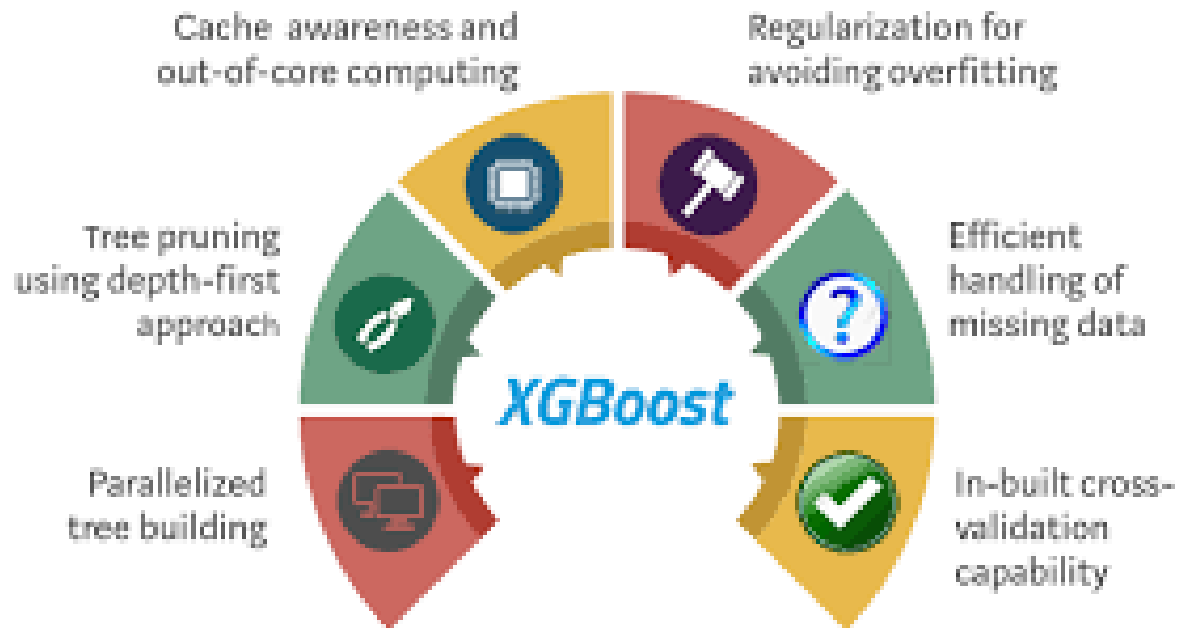 Cache awareness and
out-of-core computing
Regularization for
avoiding overfitting
Tree pruning
using depth-first
approach
Efficient
handling of
missing data
XGBoost
Parallelized
tree building
In-built cross-
validation
capability
?